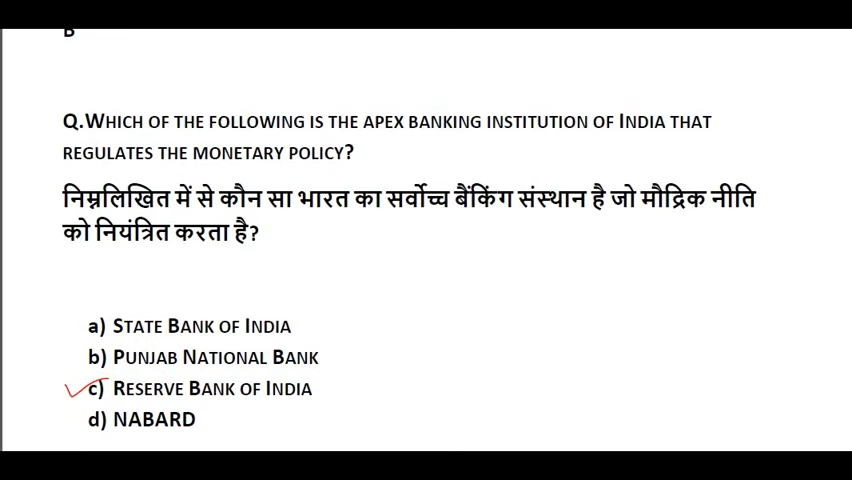 B
Q.WHICH OF THE FOLLOWING IS THE APEX BANKING INSTITUTION OF INDIA THAT
REGULATES THE MONETARY POLICY?
निम्नलिखित में से कौन सा भारत का सर्वोच्च बैंकिंग संस्थान है जो मौद्रिक नीति
को नियंत्रित करता है?
a) STATE BANK OF INDIA
b) PUNJAB NATIONAL BANK
c) RESERVE BANK OF INDIA
d) NABARD